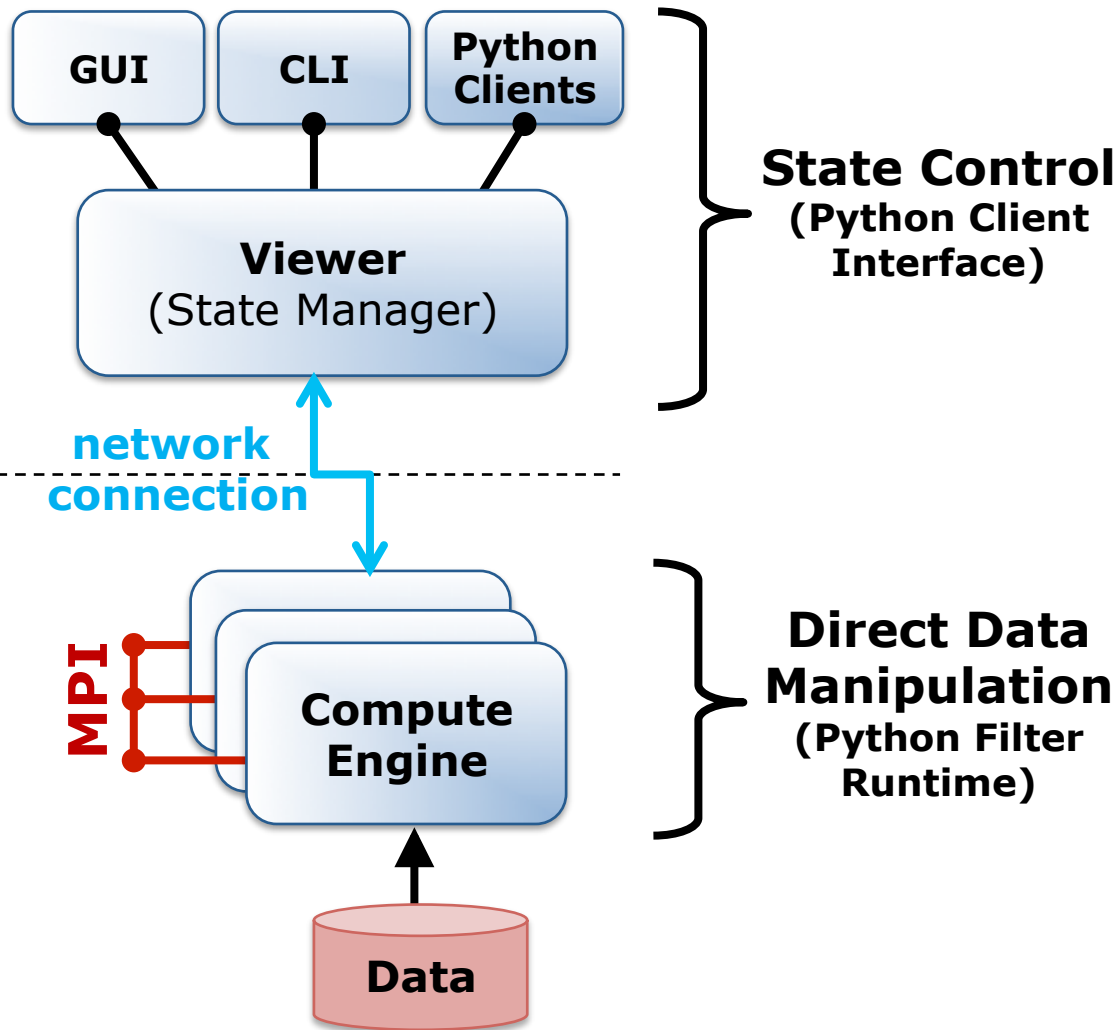 GUI
CLI
Python
Clients
Viewer
(State Manager)
State Control
(Python Client
Interface)
network
connection
MPI
Compute
Engine
Direct Data
Manipulation
(Python Filter
Runtime)
Data